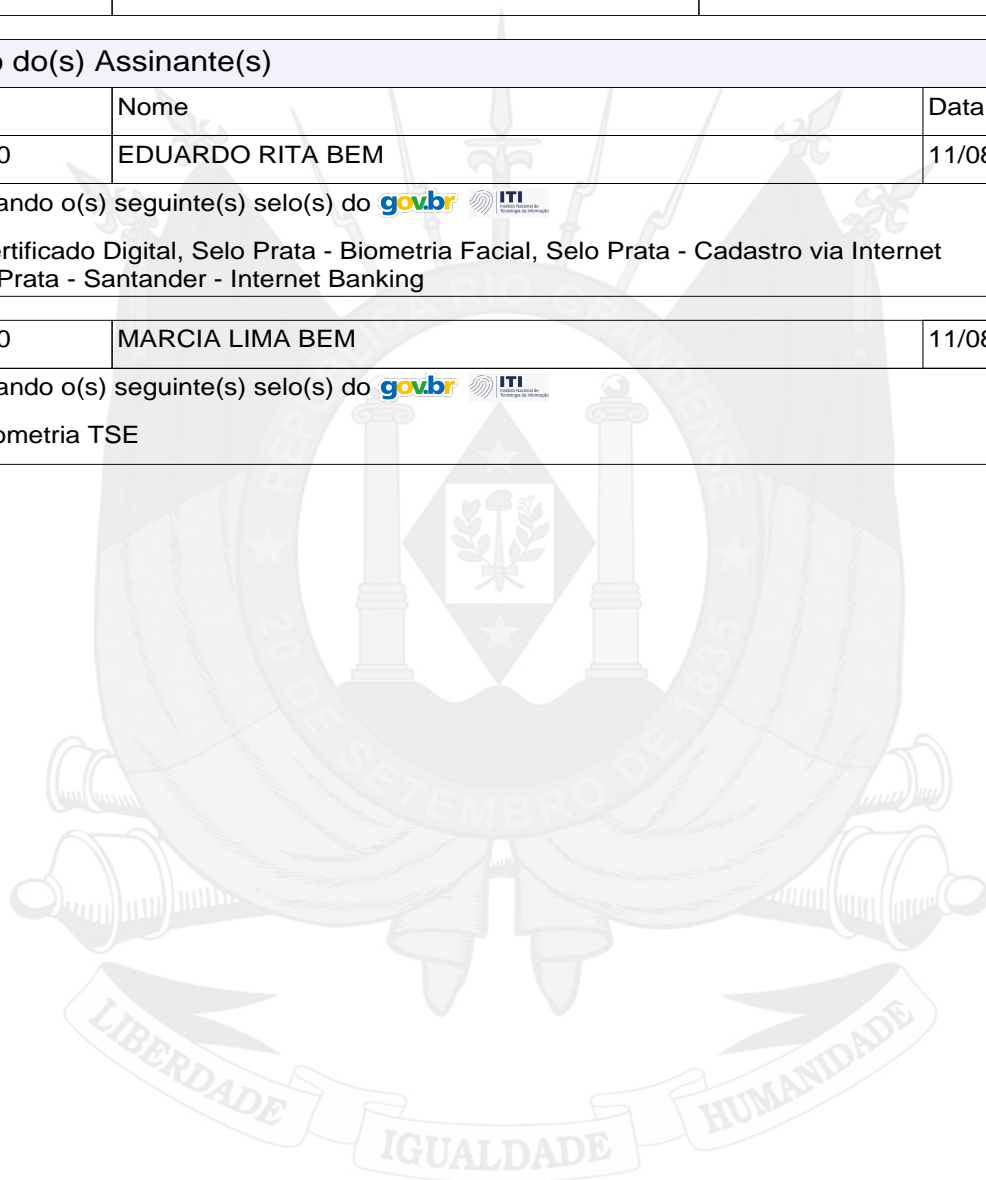 o do(s) Assinante(s)
Nome Data
0 EDUARDO RITA BEM 11/08
ando o(s) seguinte(s) selo(s) do gov.br ITI
ertificado Digital, Selo Prata - Biometria Facial, Selo Prata - Cadastro via Internet
Prata - Santander - Internet Banking
0 MARCIA LIMA BEM 11/08
ando o(s) seguinte(s) selo(s) do gov.br ITI
ometria TSE
REPÚBLICA RIO GRANDENSE
20 DE SETEMBRO DE 1835
LIBERDADE IGUALDADE HUMANIDADE